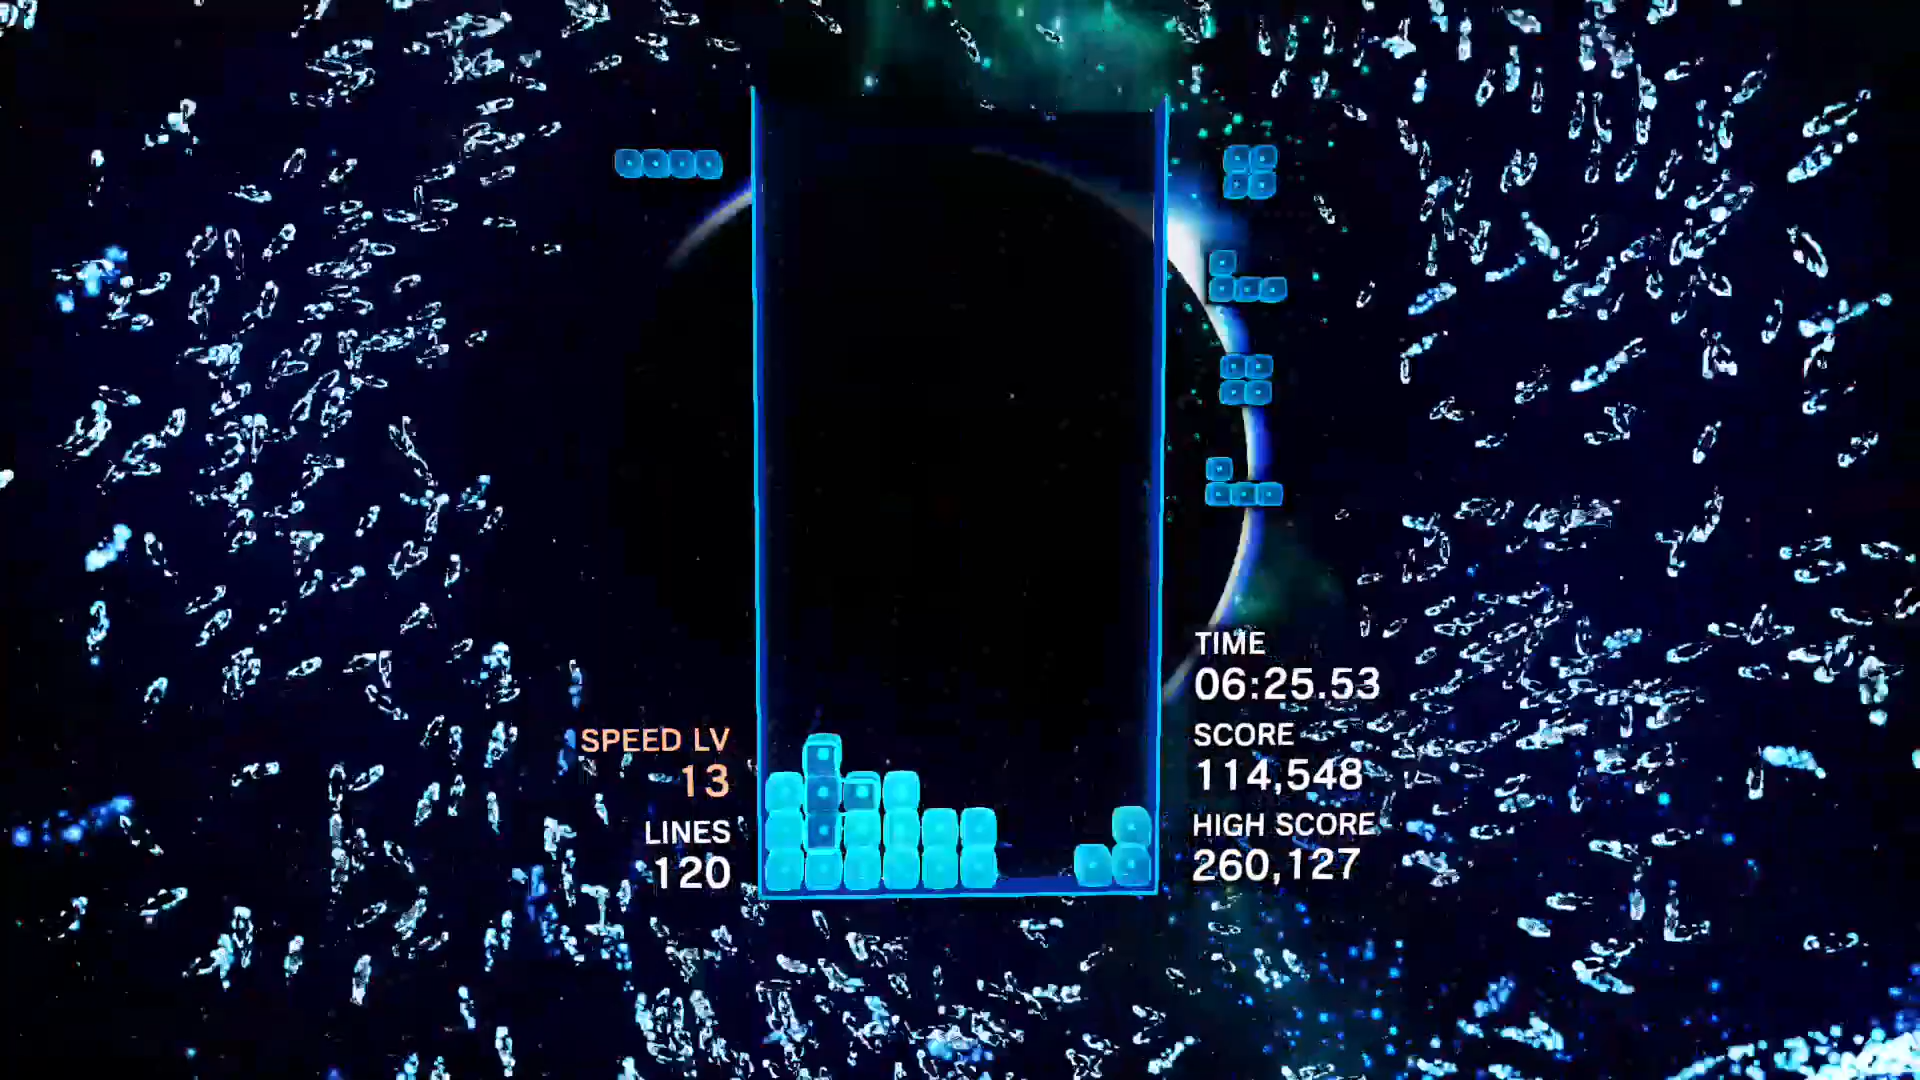 SPEED LV
13
LINES
120
TIME
06:25.53
SCORE
114,548
HIGH SCORE
260,127